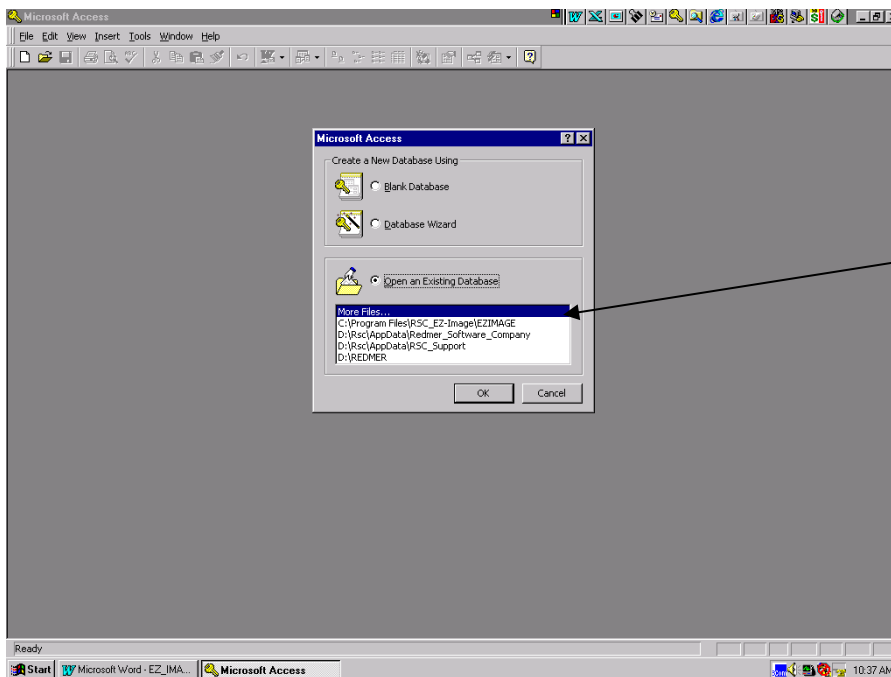 Microsoft Access
File Edit View Insert Tools Window Help
Microsoft Access
Create a New Database Using
Blank Database
Database Wizard
Open an Existing Database
More Files...
C:\Program Files\RSC_EZ-Image\EZIMAGE
D:\Rsc\AppData\Redmer_Software_Company
D:\Rsc\AppData\RSC_Support
D:\REDMER
OK Cancel
Ready
Start Microsoft Word - EZ_IMA... Microsoft Access 10:37 AM